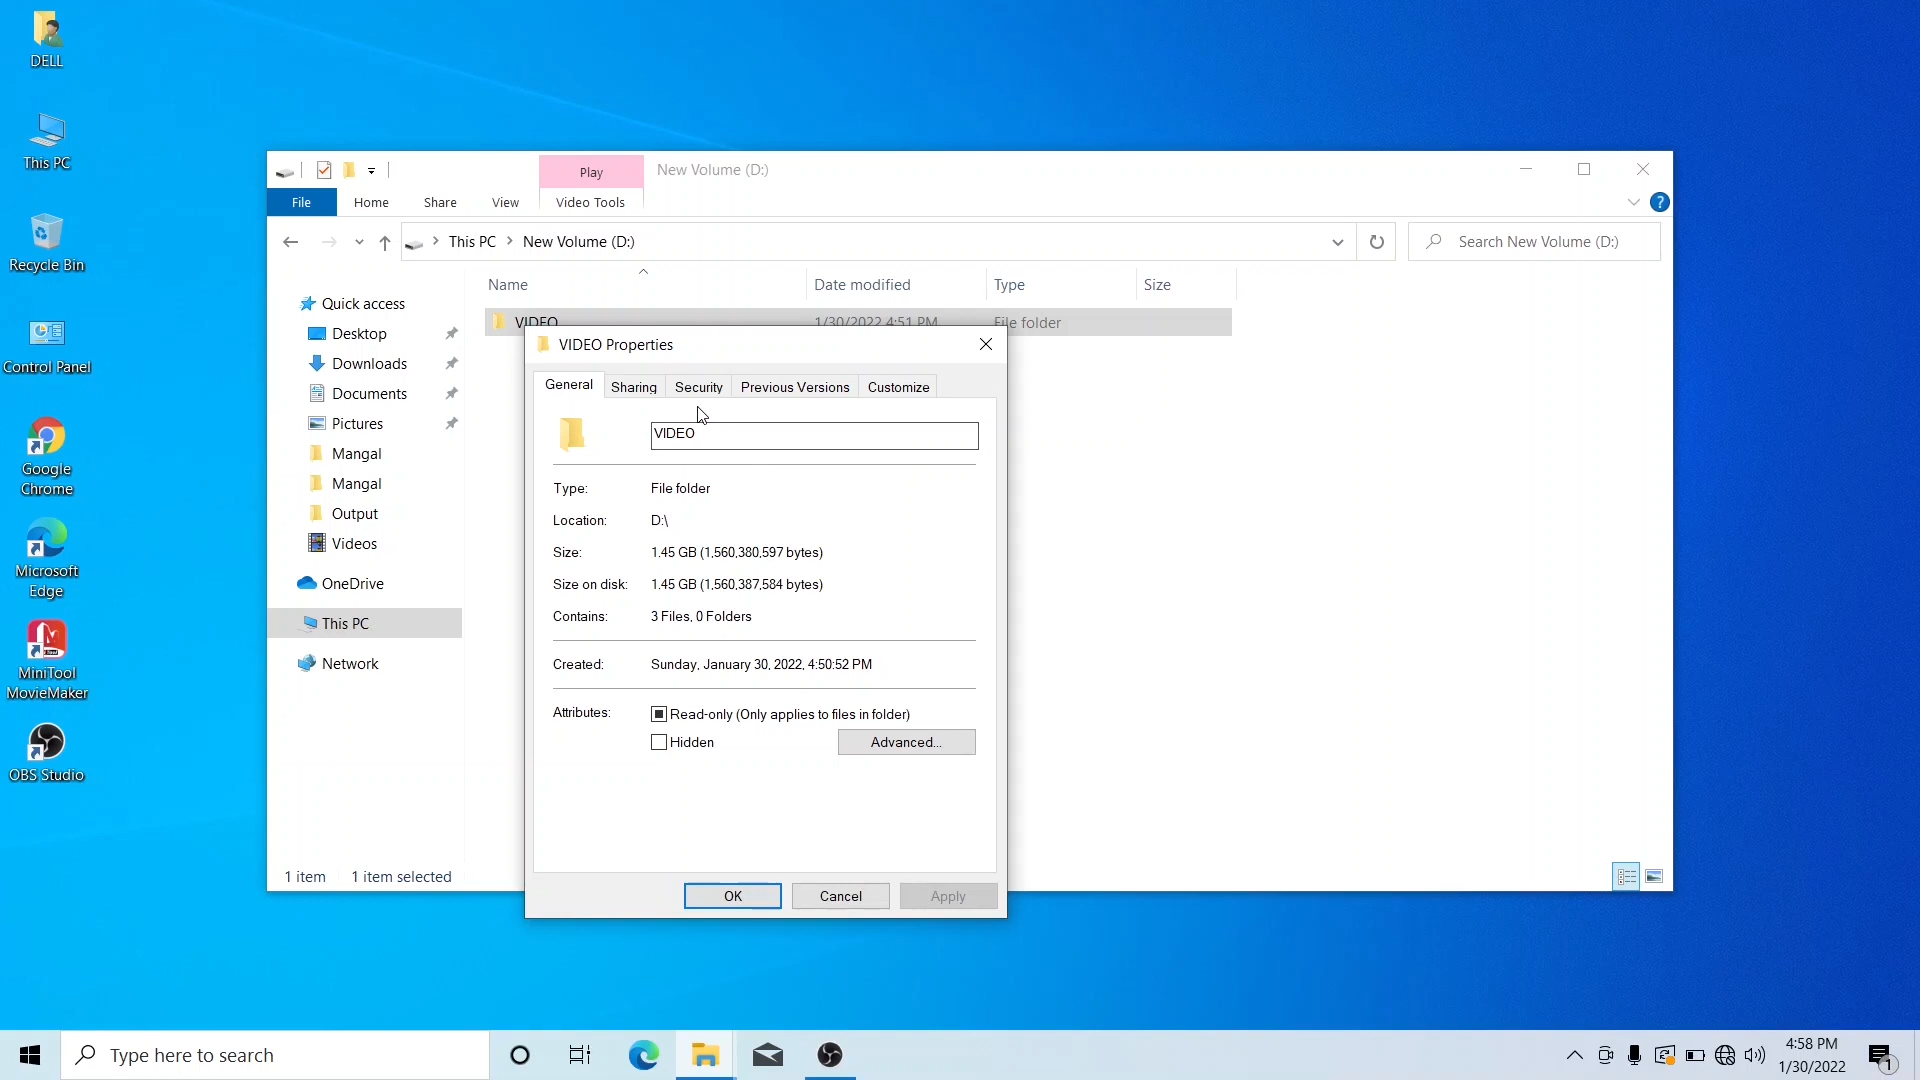 DELL
This PC
Recycle Bin
Control Panel
Google
Chrome
Microsoft
Edge
MiniTool
MovieMaker
OBS Studio
Play
New Volume (D:)
File
Home
Share
View
Video Tools
?
This PC
New Volume (D:)
Search New Volume (D:)
Name
Date modified
Type
Size
Quick access
Desktop
Downloads
Documents
Pictures
Mangal
Mangal
Output
Videos
OneDrive
This PC
Network
VIDEO
1/30/2022 4:51 PM
File folder
VIDEO Properties
General
Sharing
Security
Previous Versions
Customize
VIDEO
Type:
File folder
Location:
D:\
Size:
1.45 GB (1,560,380,597 bytes)
Size on disk:
1.45 GB (1,560,387,584 bytes)
Contains:
3 Files, 0 Folders
Created:
Sunday, January 30, 2022, 4:50:52 PM
Attributes:
Read-only (Only applies to files in folder)
Hidden
Advanced...
OK
Cancel
Apply
1 item
1 item selected
Type here to search
4:58 PM
1/30/2022
1